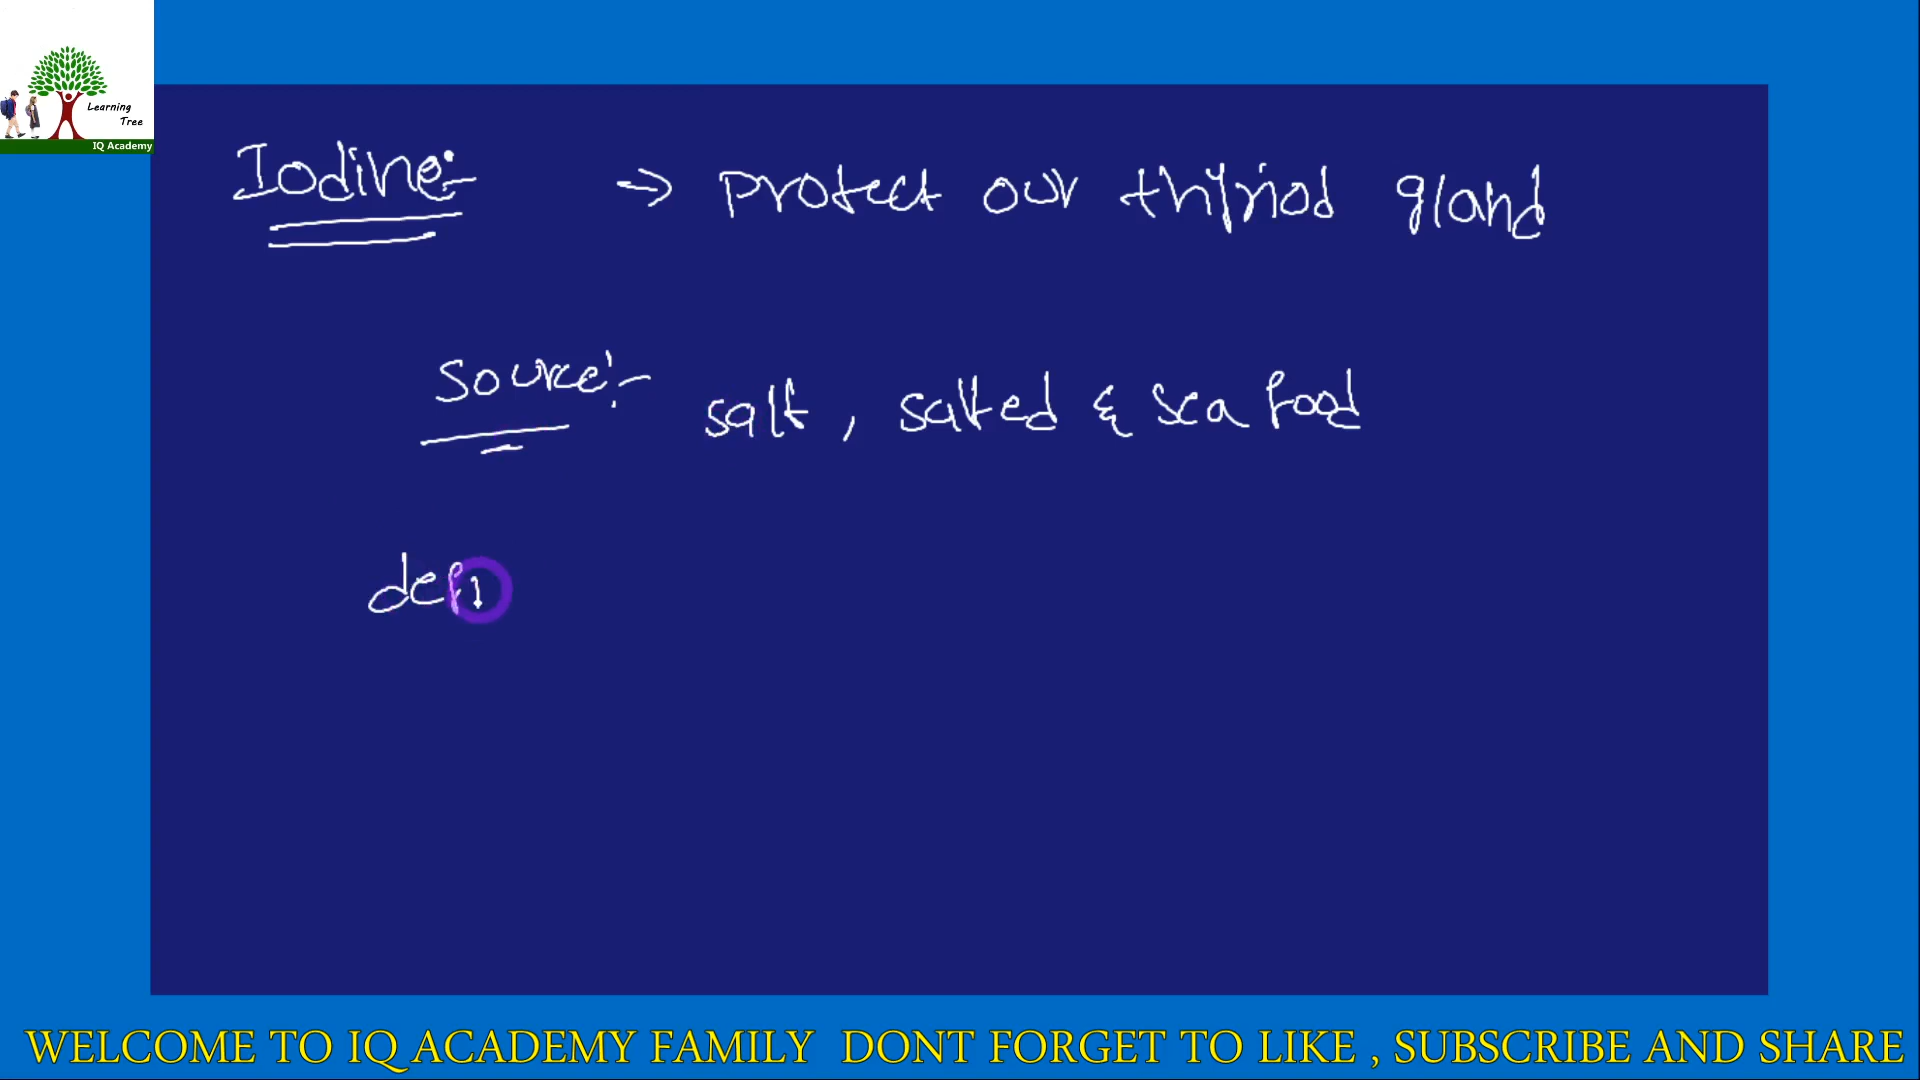 Learning
Tree
IQ Academy
Iodine:- → protect our thyriod gland
Source:- salt, salted & sea food
defi
WELCOME TO IQ ACADEMY FAMILY DONT FORGET TO LIKE , SUBSCRIBE AND SHARE